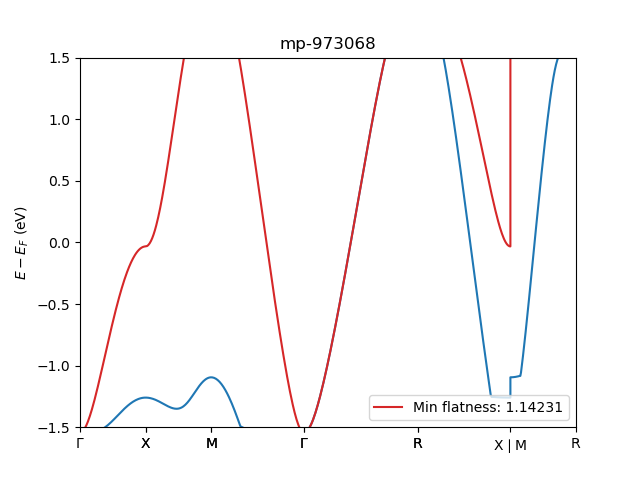 mp-973068
E − E_F (eV)
1.5
1.0
0.5
0.0
−0.5
−1.0
−1.5
Min flatness: 1.14231
Γ X M Γ R X | M R